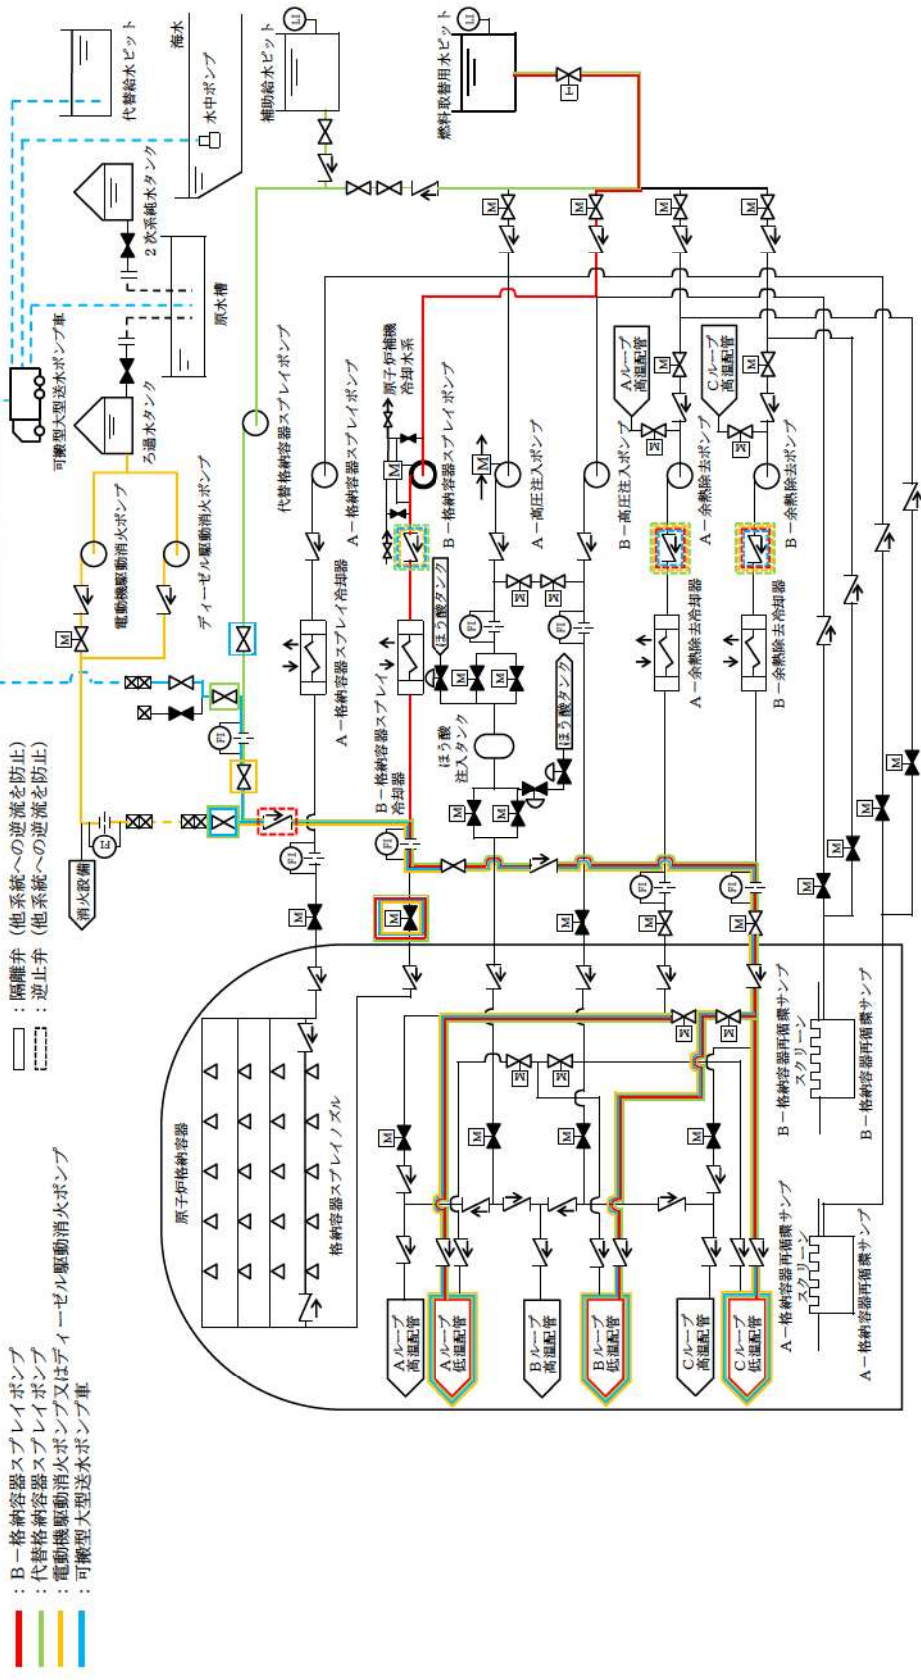 ：B－格納容器スプレイポンプ
：代替格納容器スプレイポンプ
：電動機駆動消火ポンプ又はディーゼル駆動消火ポンプ
：可搬型大型送水ポンプ車
：隔離弁（他系統への逆流を防止）
：逆止弁（他系統への逆流を防止）
可搬型大型送水ポンプ車
代替給水ピット
海水
水中ポンプ
2次系純水タンク
原水槽
ろ過水タンク
電動機駆動消火ポンプ
ディーゼル駆動消火ポンプ
消火設備
FI
M
FI
補助給水ピット
LI
燃料取替用水ピット
LI
T
代替格納容器スプレイポンプ
A－格納容器スプレイポンプ
A－格納容器スプレイ冷却器
原子炉補機
冷却水系
M
B－格納容器スプレイポンプ
B－格納容器スプレイ
冷却器
ほう酸タンク
ほう酸
注入タンク
ほう酸タンク
A－高圧注入ポンプ
B－高圧注入ポンプ
Aループ
高温配管
Cループ
高温配管
A－余熱除去ポンプ
A－余熱除去冷却器
B－余熱除去ポンプ
B－余熱除去冷却器
M
M
M
M
M
M
M
M
M
M
FI
FI
FI
FI
FI
FI
M
M
M
M
M
M
M
M
M
M
M
M
M
M
原子炉格納容器
格納容器スプレイノズル
M
M
M
M
M
M
M
M
Aループ
高温配管
Aループ
低温配管
Bループ
高温配管
Bループ
低温配管
Cループ
高温配管
Cループ
低温配管
B－格納容器再循環サンプ
スクリーン
B－格納容器再循環サンプ
A－格納容器再循環サンプ
スクリーン
A－格納容器再循環サンプ